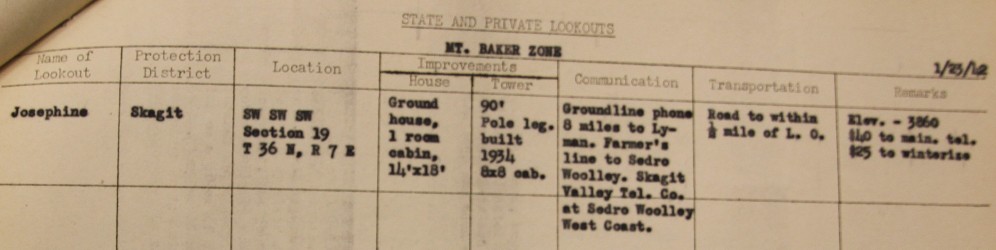 STATE AND PRIVATE LOOKOUTS
MT. BAKER ZONE
1/23/42
Name of Lookout
Protection District
Location
Improvements
House
Tower
Communication
Transportation
Remarks
Josephine
Skagit
SW SW SW
Section 19
T 36 N, R 7 E
Ground
house,
1 room
cabin,
14'x18'
90'
Pole leg.
built
1934
8x8 cab.
Groundline phone
8 miles to Ly-
man. Farmer's
line to Sedro
Woolley. Skagit
Valley Tel. Co.
at Sedro Woolley
West Coast.
Road to within
mile of L. O.
Elev. - 3860
$40 to main. tel.
$25 to winterize